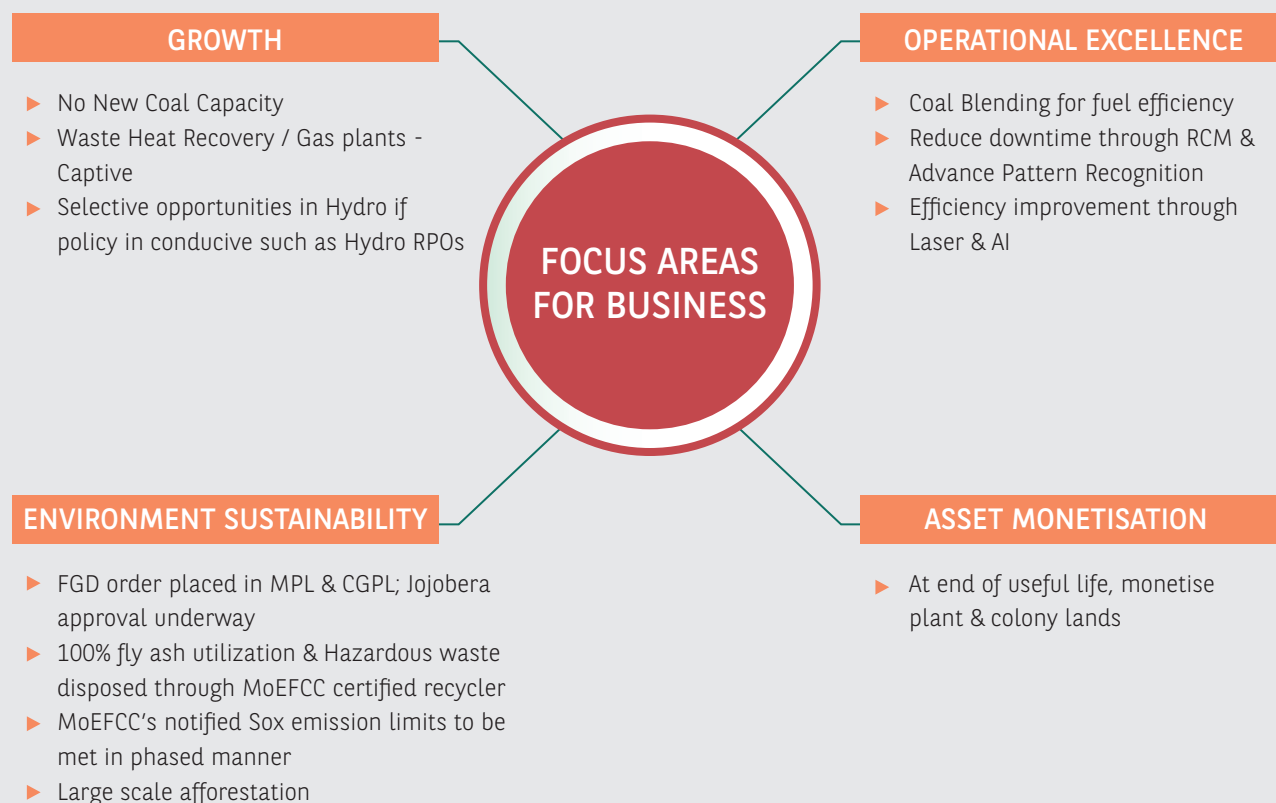 GROWTH
No New Coal Capacity
Waste Heat Recovery / Gas plants -
Captive
Selective opportunities in Hydro if
policy in conducive such as Hydro RPOs
OPERATIONAL EXCELLENCE
Coal Blending for fuel efficiency
Reduce downtime through RCM &
Advance Pattern Recognition
Efficiency improvement through
Laser & AI
FOCUS AREAS
FOR BUSINESS
ENVIRONMENT SUSTAINABILITY
FGD order placed in MPL & CGPL; Jojobera
approval underway
100% fly ash utilization & Hazardous waste
disposed through MoEFCC certified recycler
MoEFCC's notified Sox emission limits to be
met in phased manner
Large scale afforestation
ASSET MONETISATION
At end of useful life, monetise
plant & colony lands